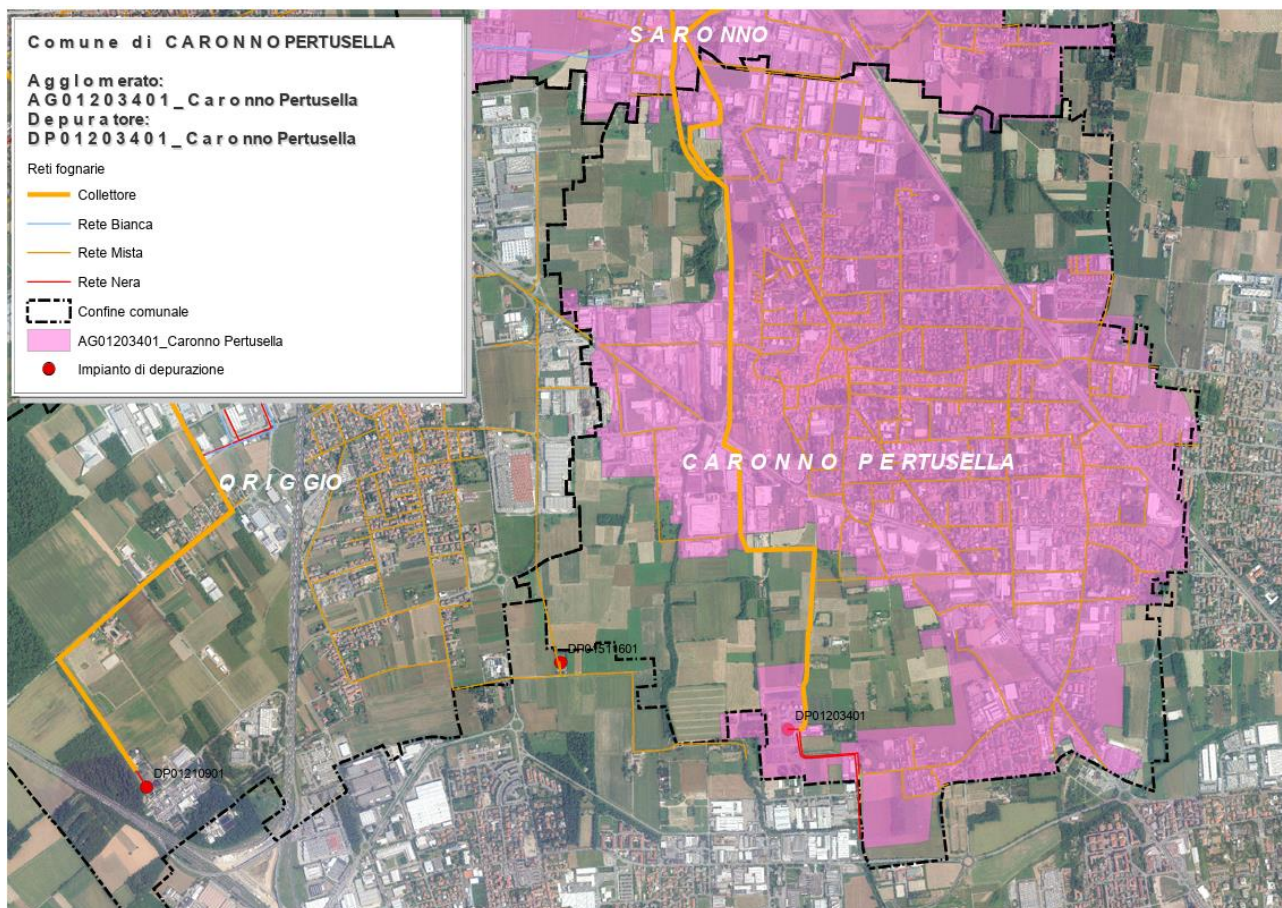 Comune di CARONNO PERTUSELLA
Agglomerato:
AG01203401_Caronno Pertusella
Depuratore:
DP01203401_Caronno Pertusella
Reti fognarie
Collettore
Rete Bianca
Rete Mista
Rete Nera
Confine comunale
AG01203401_Caronno Pertusella
Impianto di depurazione
SARONNO
CARONNO PERTUSELLA
ORIGGIO
DP01511601
DP01203401
DP01210901